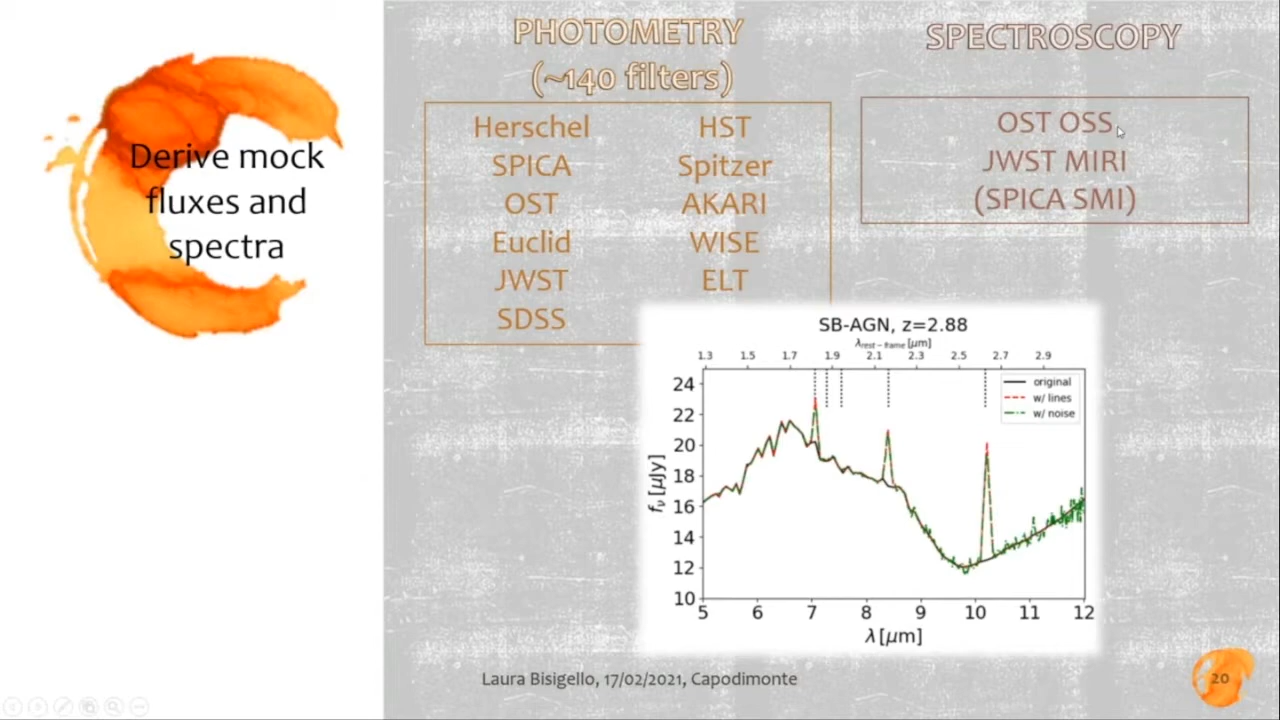 Derive mock
fluxes and
spectra
PHOTOMETRY
(~140 filters)
Herschel
HST
SPICA
Spitzer
OST
AKARI
Euclid
WISE
JWST
ELT
SDSS
SPECTROSCOPY
OST OSS
JWST MIRI
(SPICA SMI)
SB-AGN, z=2.88
λrest−frame [μm]
1.3 1.5 1.7 1.9 2.1 2.3 2.5 2.7 2.9
original
w/ lines
w/ noise
24
22
20
18
16
14
12
10
fν [μJy]
5 6 7 8 9 10 11 12
λ [μm]
Laura Bisigello, 17/02/2021, Capodimonte
20